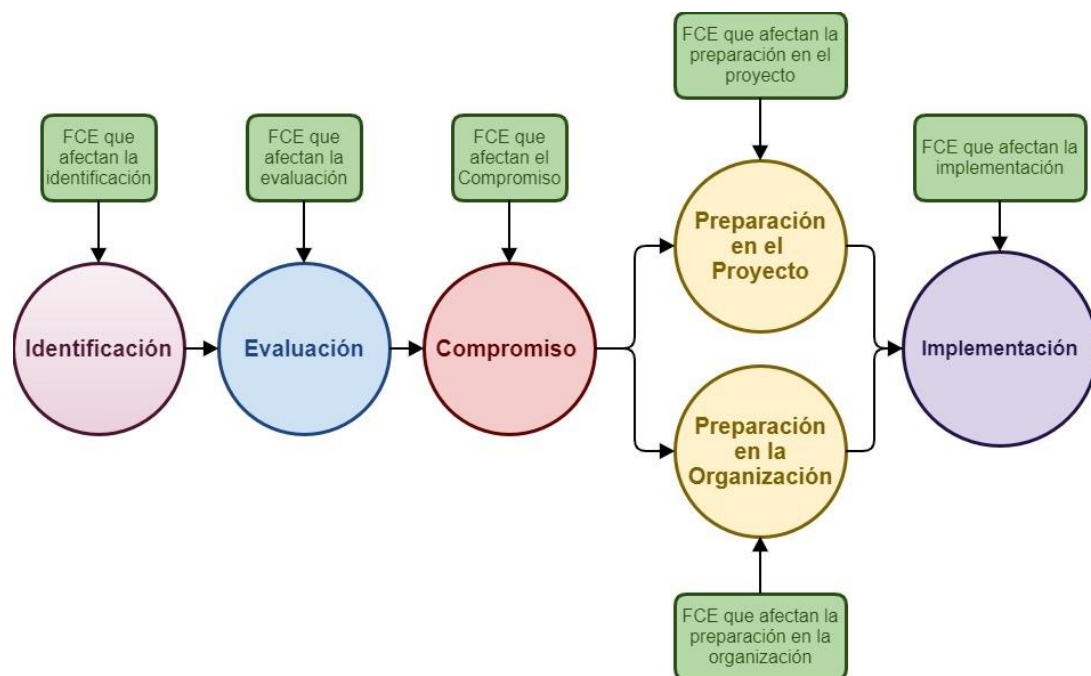 FCE que afectan la
preparación en el
proyecto
FCE que
afectan la
identificación
FCE que
afectan la
evaluación
FCE que
afectan el
Compromiso
FCE que afectan la
implementación
Preparación
en el
Proyecto
Identificación
Evaluación
Compromiso
Implementación
Preparación
en la
Organización
FCE que afectan la
preparación en la
organización